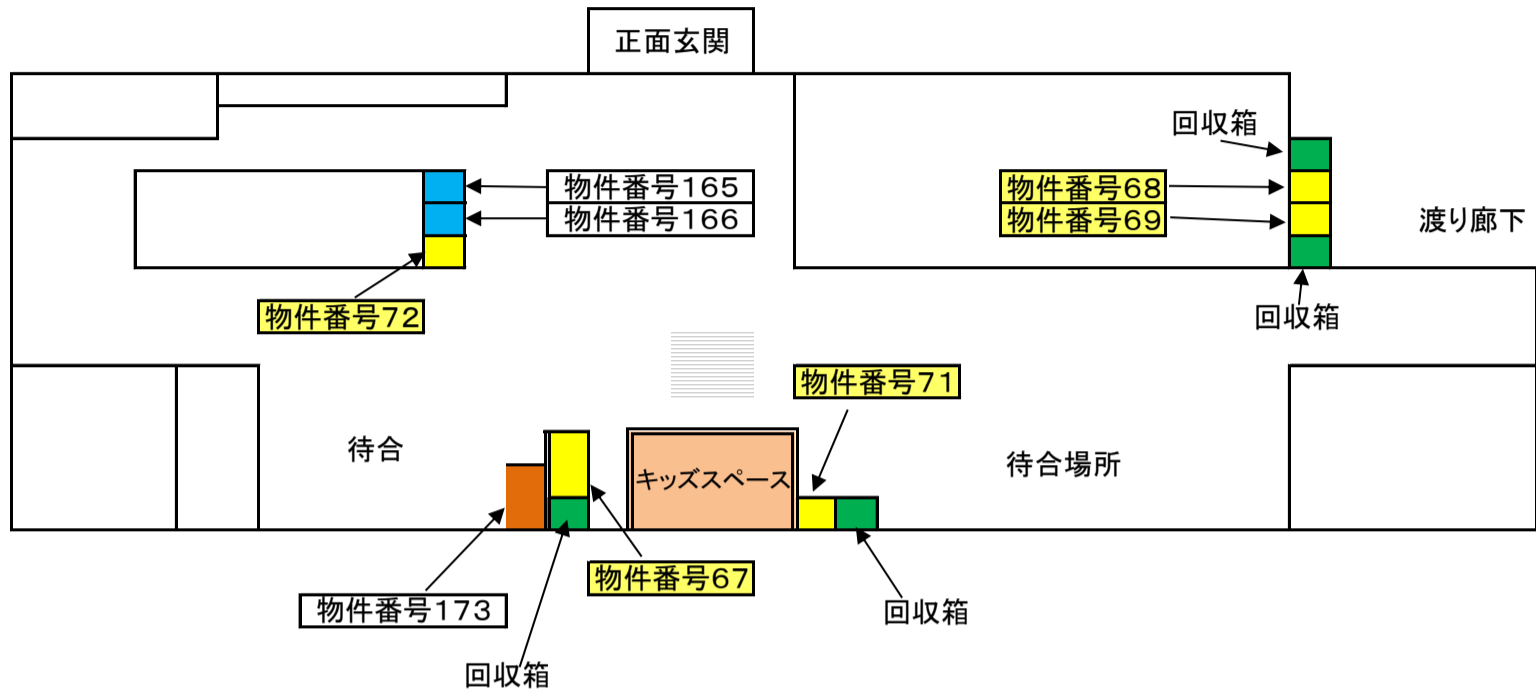 正面玄関
回収箱
物件番号165
物件番号68
物件番号166
物件番号69
渡り廊下
物件番号72
回収箱
物件番号71
待合
キッズスペース
待合場所
物件番号67
物件番号173
回収箱
回収箱